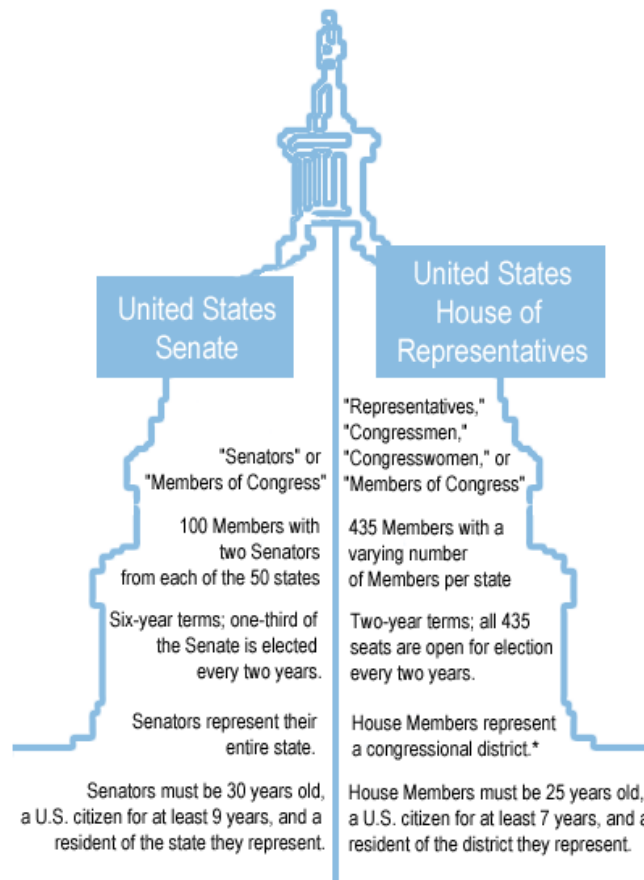 United States
Senate
United States
House of
Representatives
"Senators" or
"Members of Congress"
100 Members with
two Senators
from each of the 50 states
Six-year terms; one-third of
the Senate is elected
every two years.
Senators represent their
entire state.
Senators must be 30 years old,
a U.S. citizen for at least 9 years, and a
resident of the state they represent.
"Representatives,"
"Congressmen,"
"Congresswomen," or
"Members of Congress"
435 Members with a
varying number
of Members per state
Two-year terms; all 435
seats are open for election
every two years.
House Members represent
a congressional district.*
House Members must be 25 years old,
a U.S. citizen for at least 7 years, and a
resident of the district they represent.